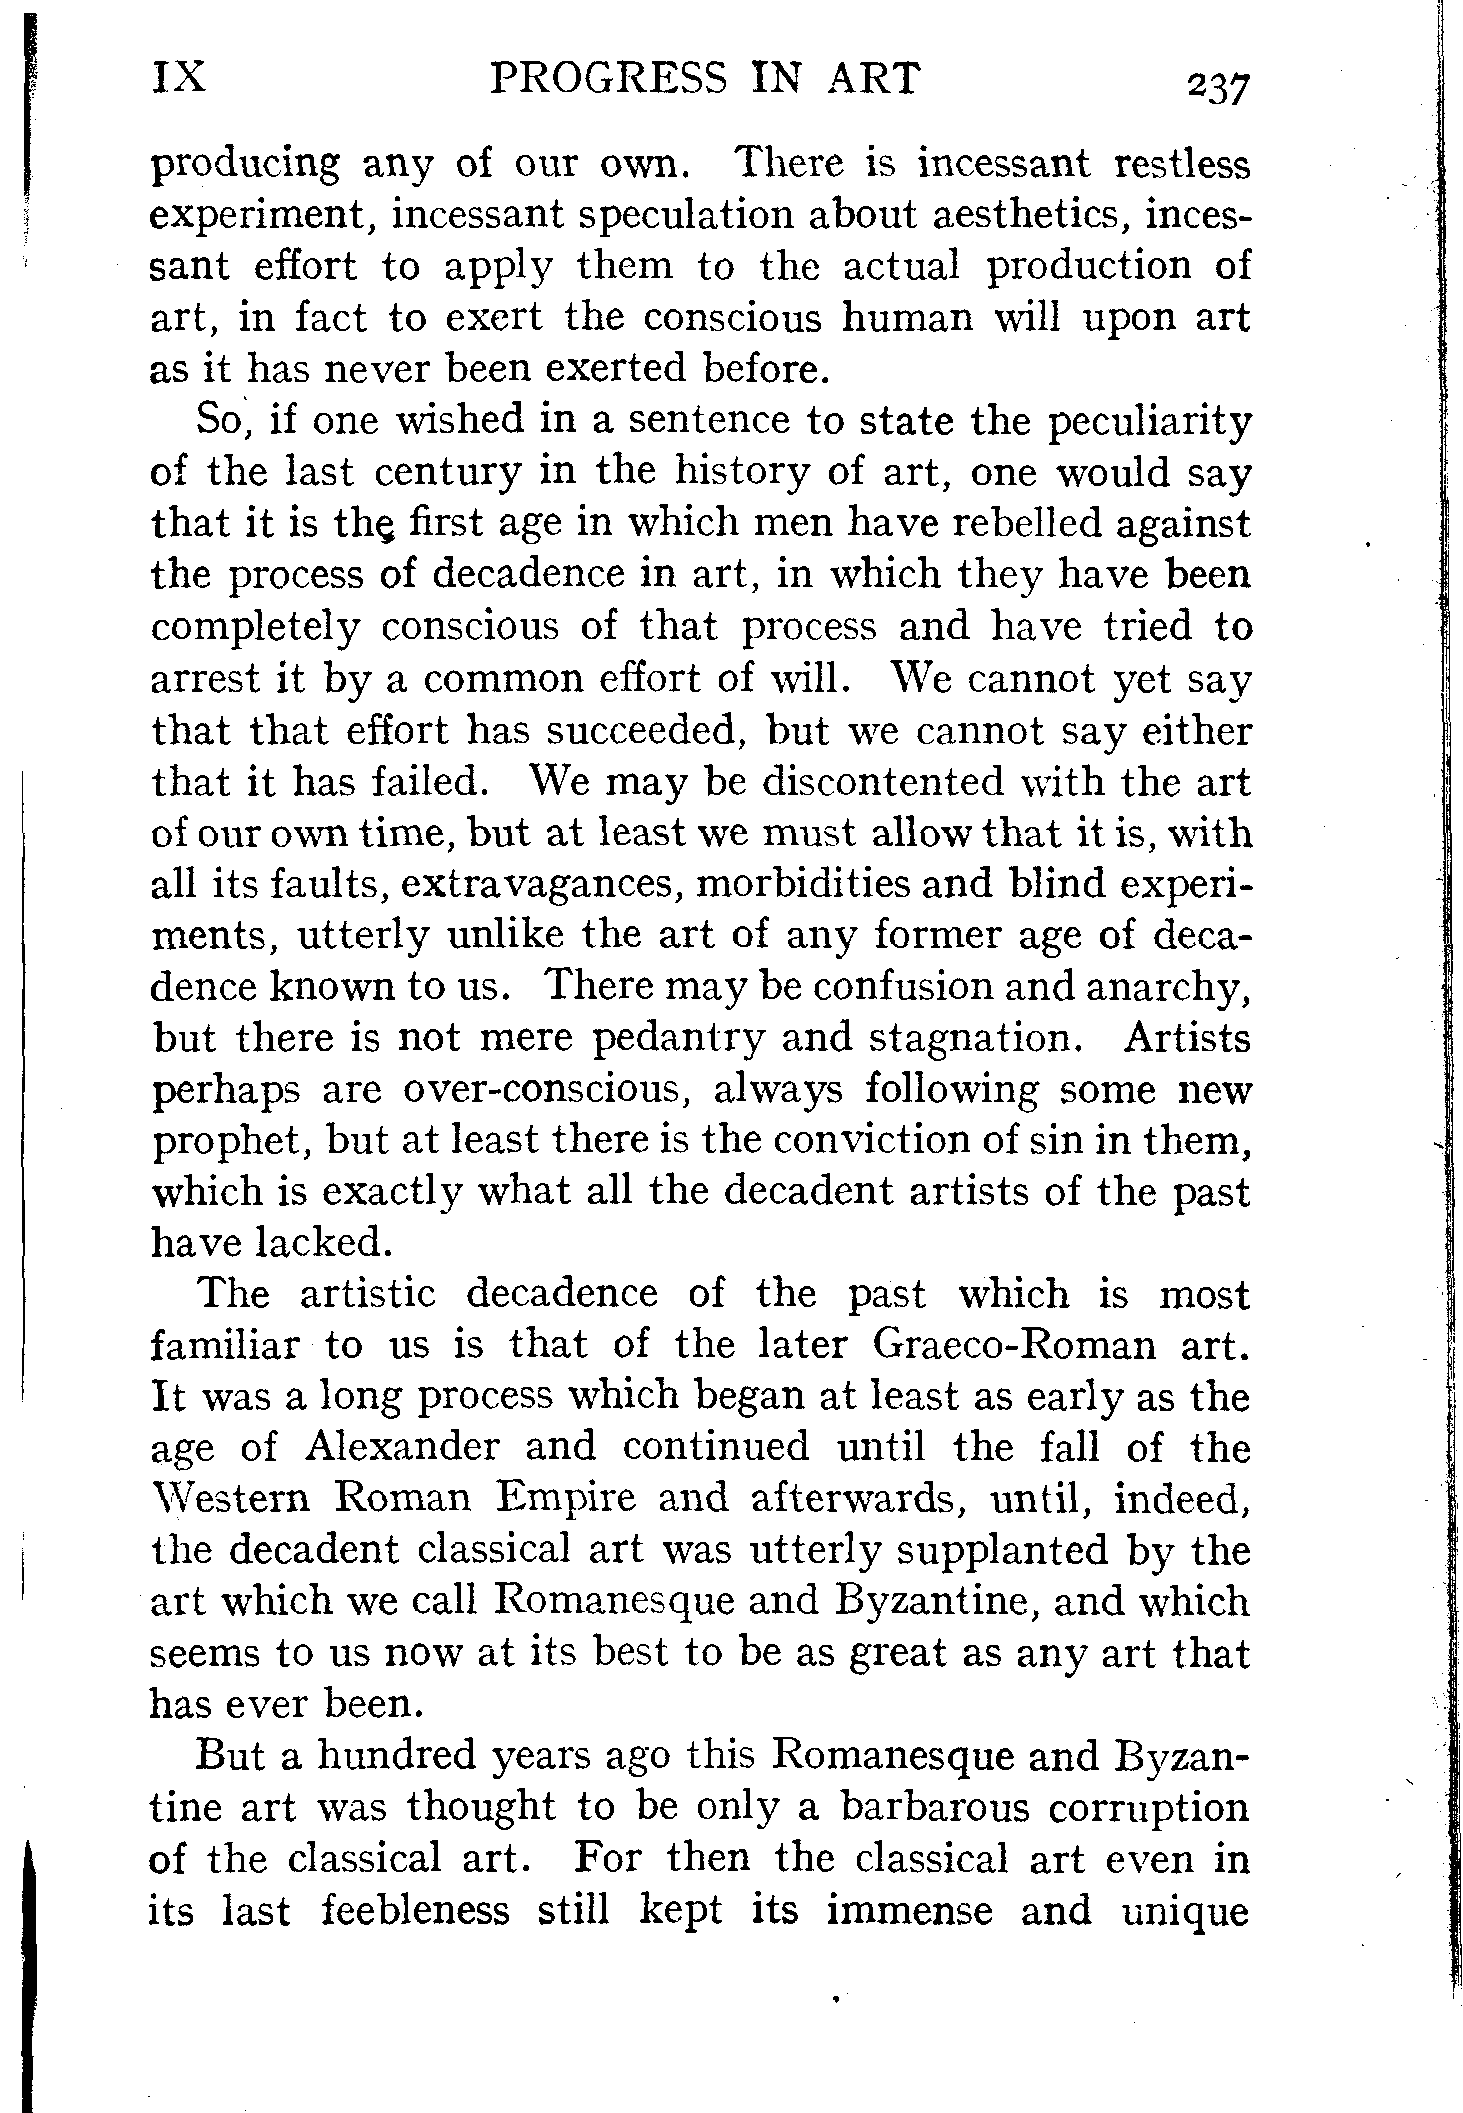 IX PROGRESS IN ART 237
producing any of our own. There is incessant restless
experiment, incessant speculation about aesthetics, inces-
sant effort to apply them to the actual production of
art, in fact to exert the conscious human will upon art
as it has never been exerted before.
So, if one wished in a sentence to state the peculiarity
of the last century in the history of art, one would say
that it is the first age in which men have rebelled against
the process of decadence in art, in which they have been
completely conscious of that process and have tried to
arrest it by a common effort of will. We cannot yet say
that that effort has succeeded, but we cannot say either
that it has failed. We may be discontented with the art
of our own time, but at least we must allow that it is, with
all its faults, extravagances, morbidities and blind experi-
ments, utterly unlike the art of any former age of deca-
dence known to us. There may be confusion and anarchy,
but there is not mere pedantry and stagnation. Artists
perhaps are over-conscious, always following some new
prophet, but at least there is the conviction of sin in them,
which is exactly what all the decadent artists of the past
have lacked.
The artistic decadence of the past which is most
familiar to us is that of the later Graeco-Roman art.
It was a long process which began at least as early as the
age of Alexander and continued until the fall of the
Western Roman Empire and afterwards, until, indeed,
the decadent classical art was utterly supplanted by the
art which we call Romanesque and Byzantine, and which
seems to us now at its best to be as great as any art that
has ever been.
But a hundred years ago this Romanesque and Byzan-
tine art was thought to be only a barbarous corruption
of the classical art. For then the classical art even in
its last feebleness still kept its immense and unique